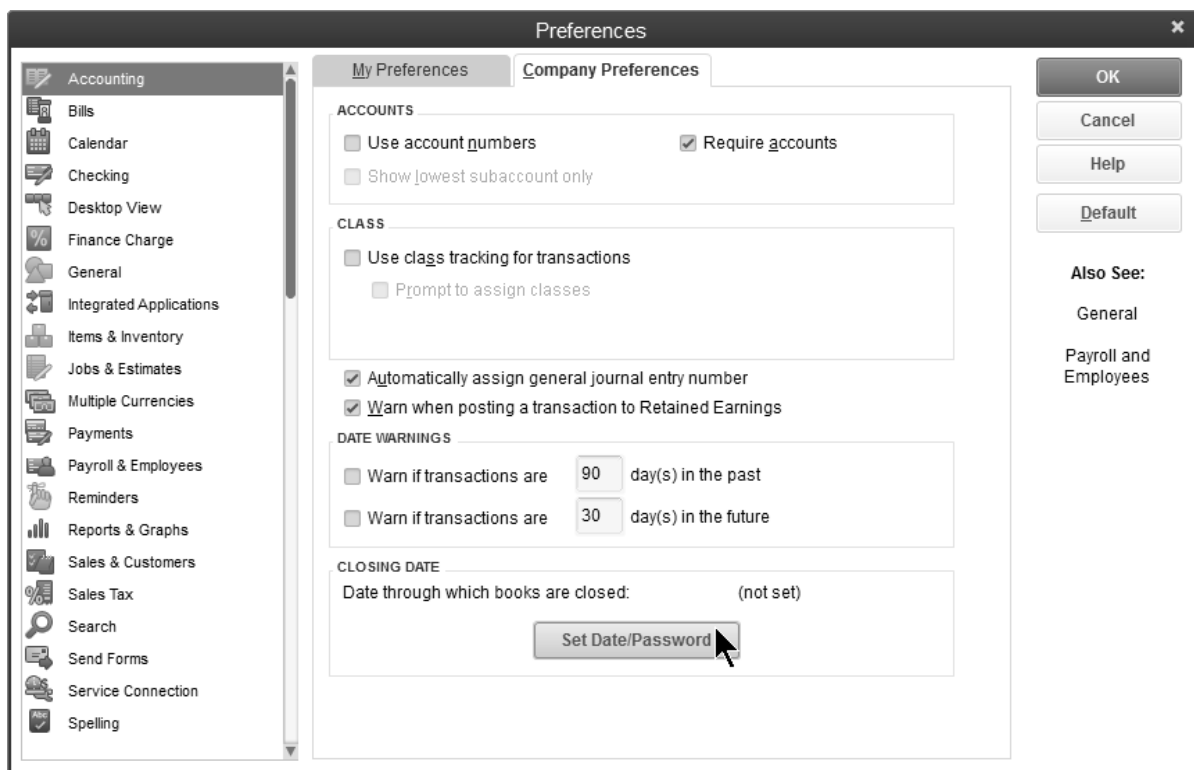 Preferences
Accounting
Bills
Calendar
Checking
Desktop View
Finance Charge
General
Integrated Applications
Items & Inventory
Jobs & Estimates
Multiple Currencies
Payments
Payroll & Employees
Reminders
Reports & Graphs
Sales & Customers
% Sales Tax
Search
Send Forms
Service Connection
Abc Spelling
My Preferences Company Preferences
ACCOUNTS
Use account numbers Require accounts
Show lowest subaccount only
CLASS
Use class tracking for transactions
Prompt to assign classes
Automatically assign general journal entry number
Warn when posting a transaction to Retained Earnings
DATE WARNINGS
Warn if transactions are 90 day(s) in the past
Warn if transactions are 30 day(s) in the future
CLOSING DATE
Date through which books are closed: (not set)
Set Date/Password
OK
Cancel
Help
Default
Also See:
General
Payroll and
Employees